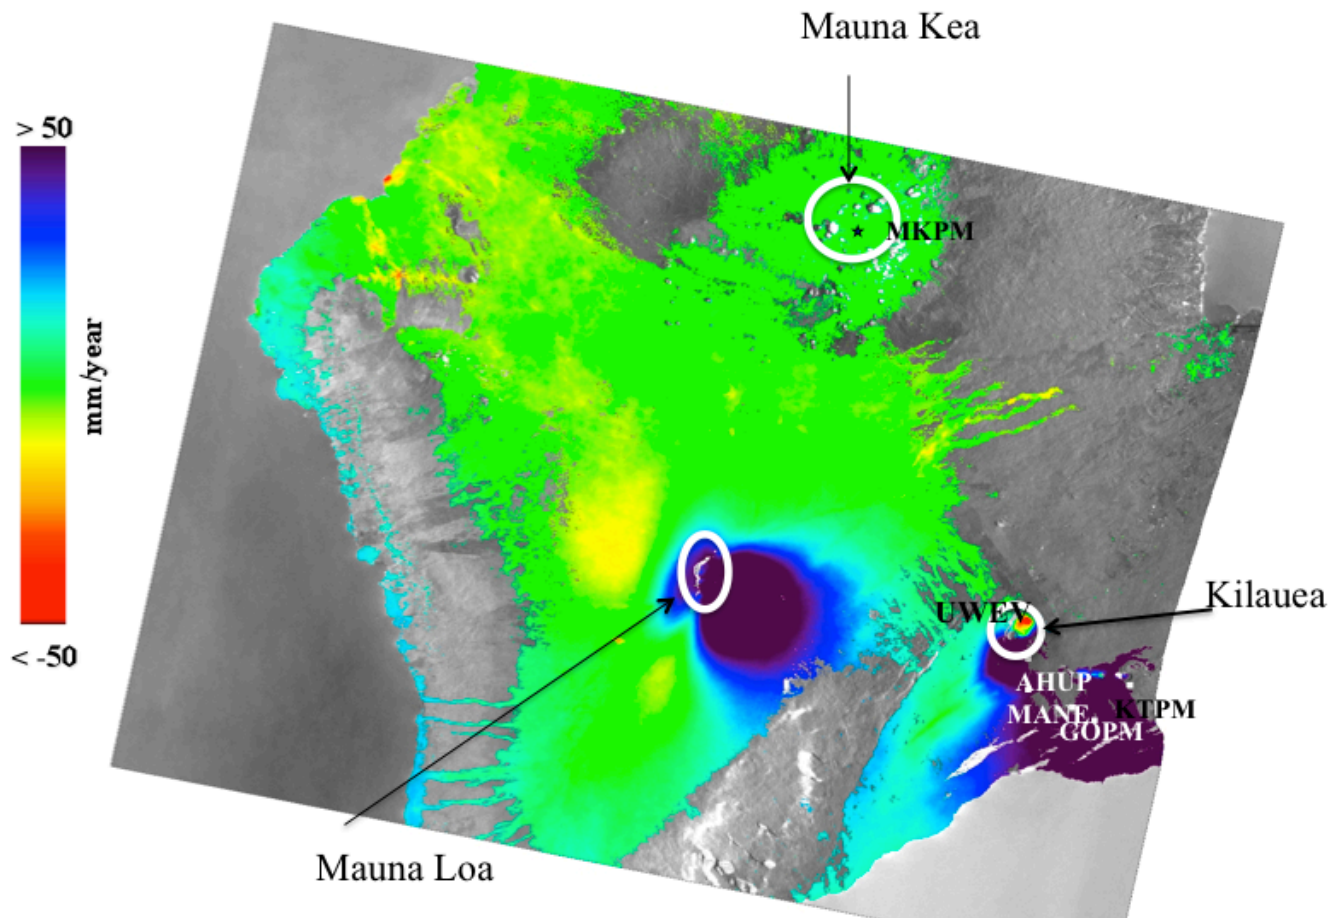 Mauna Kea
> 50
MKPM
mm/year
Kilauea
UWEV
< -50
AHUP
KTPM
MANE
GOPM
Mauna Loa